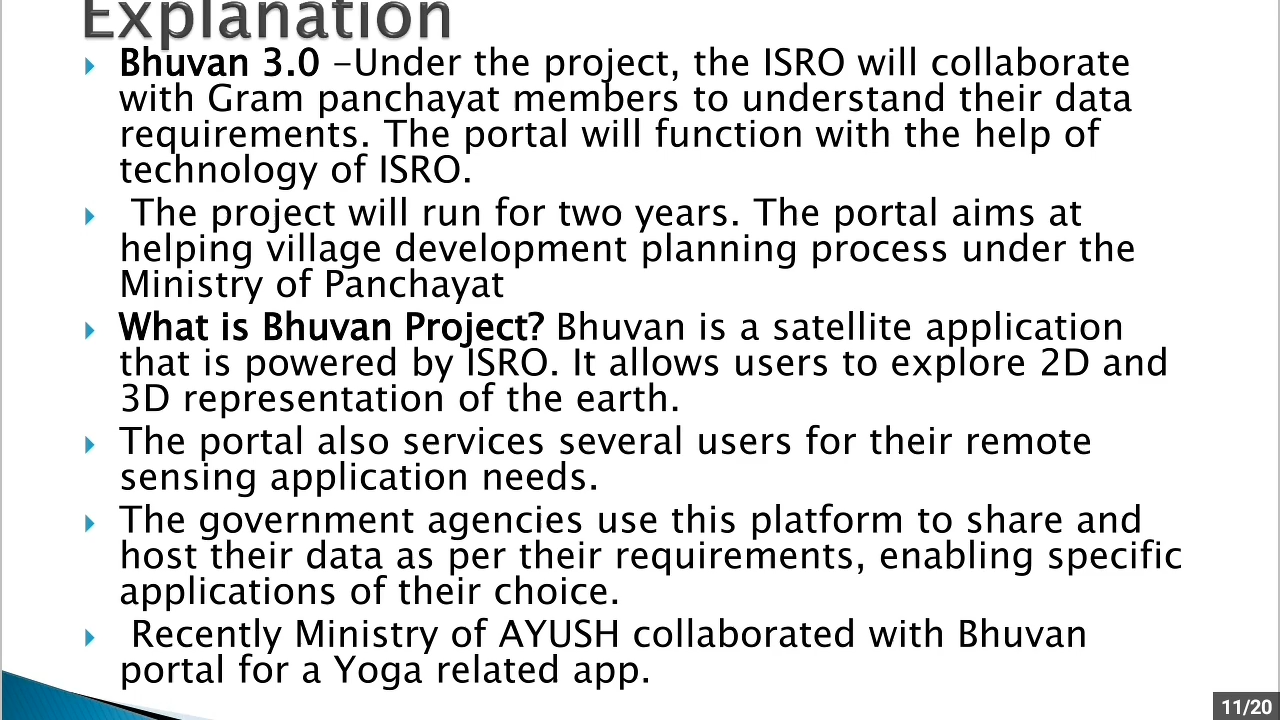 Explanation
Bhuvan 3.0 -Under the project, the ISRO will collaborate
with Gram panchayat members to understand their data
requirements. The portal will function with the help of
technology of ISRO.
The project will run for two years. The portal aims at
helping village development planning process under the
Ministry of Panchayat
What is Bhuvan Project? Bhuvan is a satellite application
that is powered by ISRO. It allows users to explore 2D and
3D representation of the earth.
The portal also services several users for their remote
sensing application needs.
The government agencies use this platform to share and
host their data as per their requirements, enabling specific
applications of their choice.
Recently Ministry of AYUSH collaborated with Bhuvan
portal for a Yoga related app.
11/20